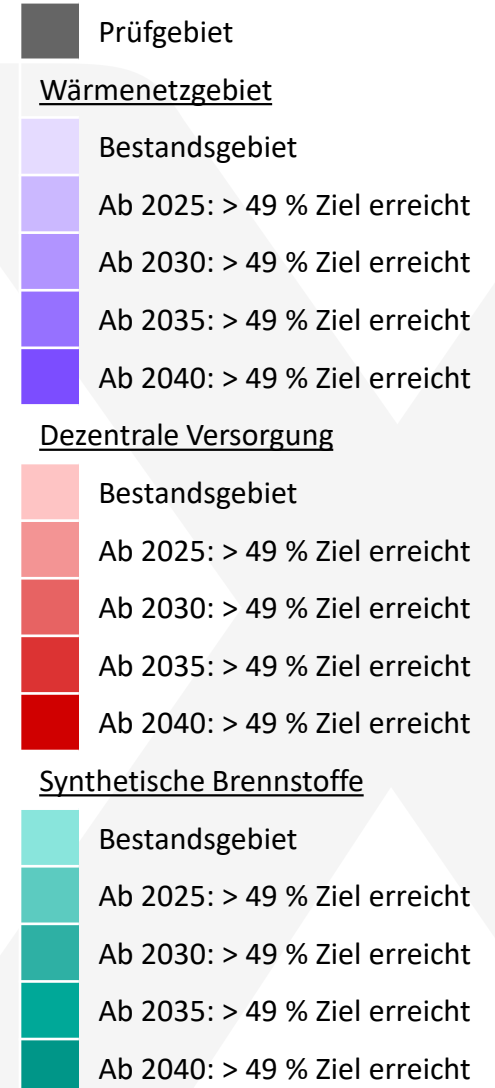 Prüfgebiet
Wärmenetzgebiet
Bestandsgebiet
Ab 2025: > 49 % Ziel erreicht
Ab 2030: > 49 % Ziel erreicht
Ab 2035: > 49 % Ziel erreicht
Ab 2040: > 49 % Ziel erreicht
Dezentrale Versorgung
Bestandsgebiet
Ab 2025: > 49 % Ziel erreicht
Ab 2030: > 49 % Ziel erreicht
Ab 2035: > 49 % Ziel erreicht
Ab 2040: > 49 % Ziel erreicht
Synthetische Brennstoffe
Bestandsgebiet
Ab 2025: > 49 % Ziel erreicht
Ab 2030: > 49 % Ziel erreicht
Ab 2035: > 49 % Ziel erreicht
Ab 2040: > 49 % Ziel erreicht